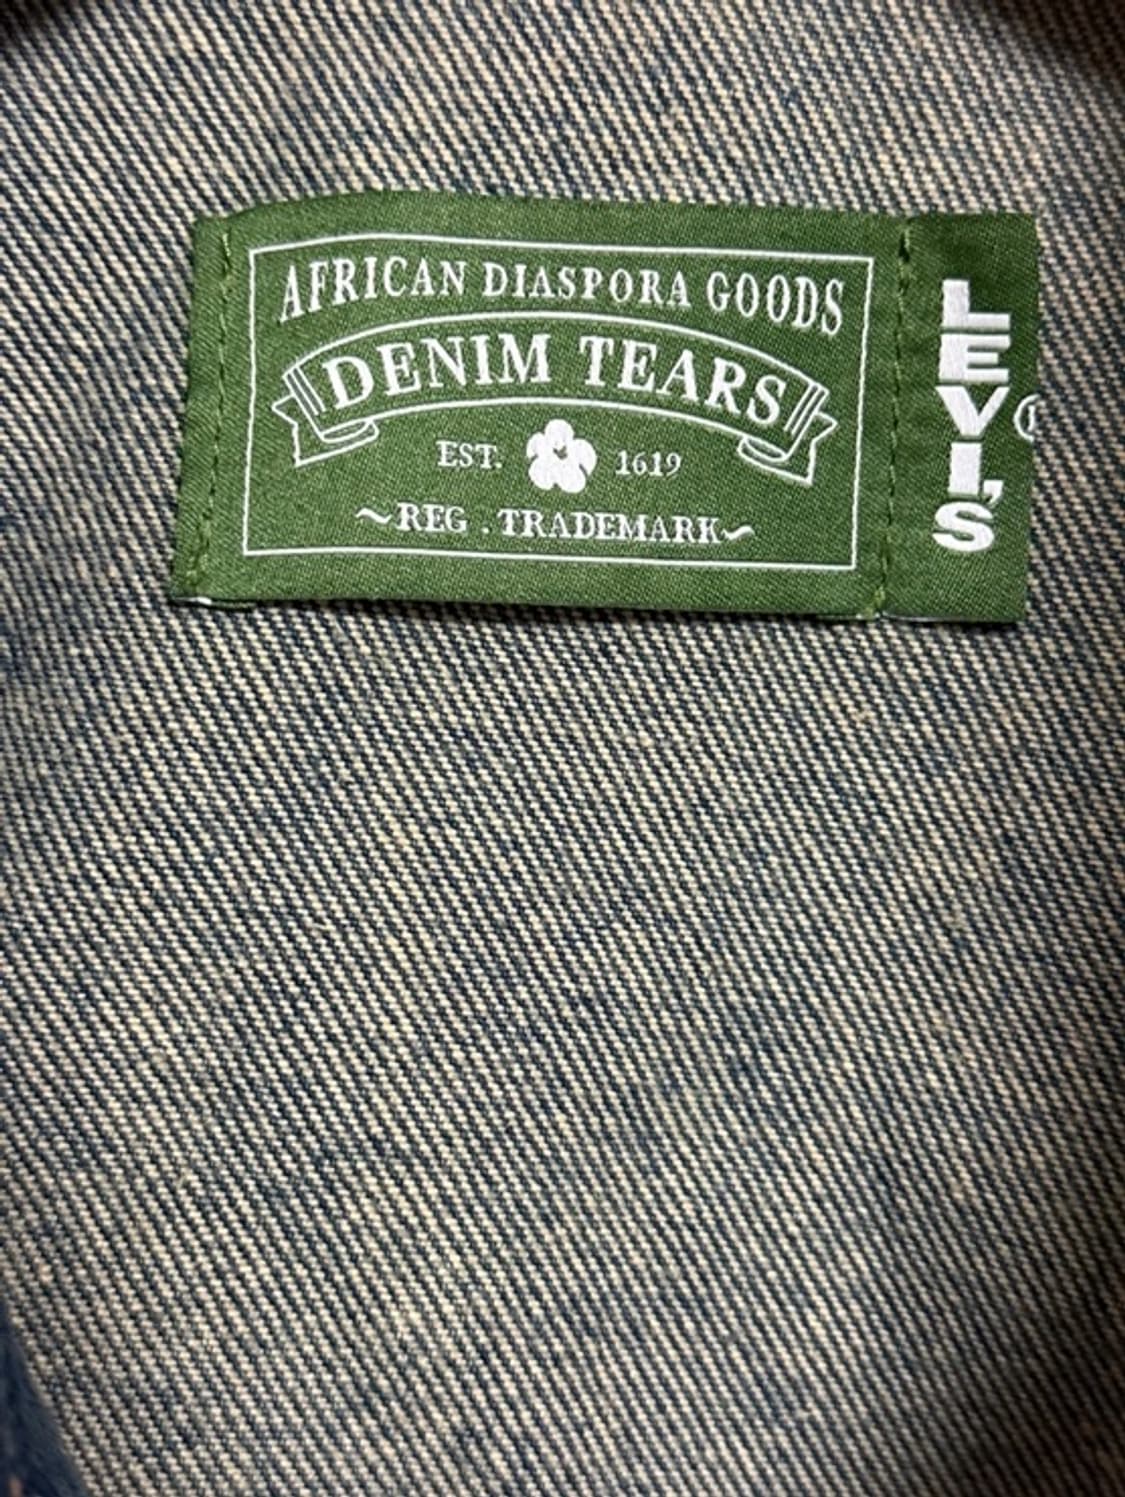 AFRICAN DIASPORA GOODS
DENIM TEARS
EST. 1619
~REG . TRADEMARK~
LEVI'S